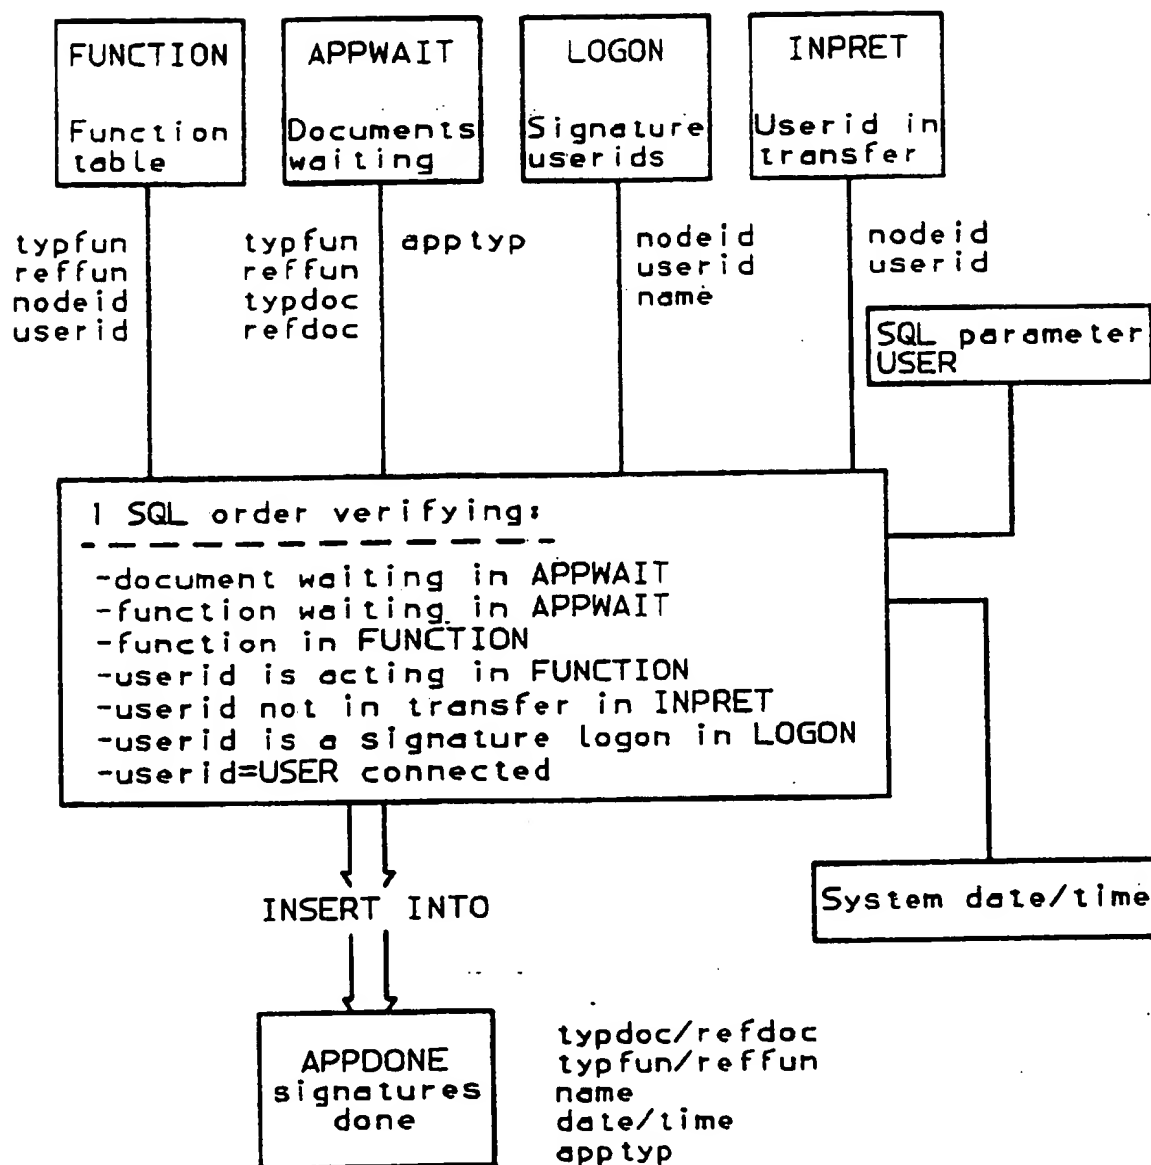 FUNCTION
Function
table
APPWAIT
Documents
waiting
LOGON
Signature
userids
INPRET
Userid in
transfer
typfun
reffun
nodeid
userid
typfun
reffun
typdoc
refdoc
apptyp
nodeid
userid
name
nodeid
userid
SQL parameter
USER
1 SQL order verifying:
-document waiting in APPWAIT
-function waiting in APPWAIT
-function in FUNCTION
-userid is acting in FUNCTION
-userid not in transfer in INPRET
-userid is a signature logon in LOGON
-userid=USER connected
System date/time
INSERT INTO
APPDONE
signatures
done
typdoc/refdoc
typfun/reffun
name
date/time
apptyp